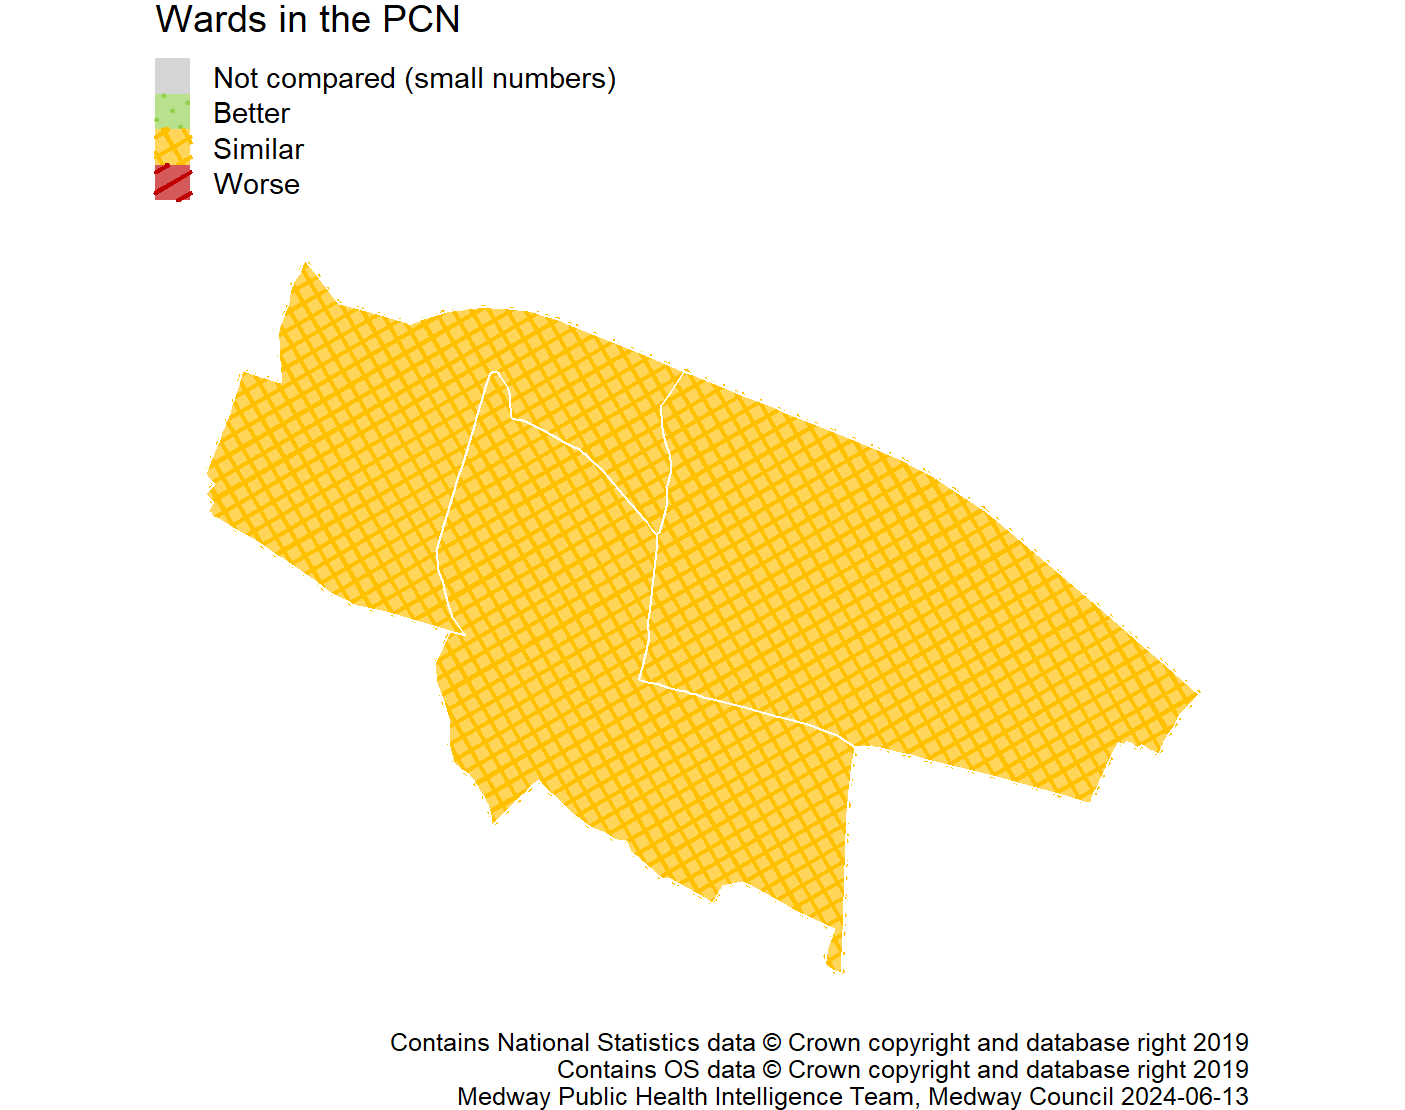 Wards in the PCN
Not compared (small numbers)
Better
Similar
Worse
Contains National Statistics data © Crown copyright and database right 2019
Contains OS data © Crown copyright and database right 2019
Medway Public Health Intelligence Team, Medway Council 2024-06-13